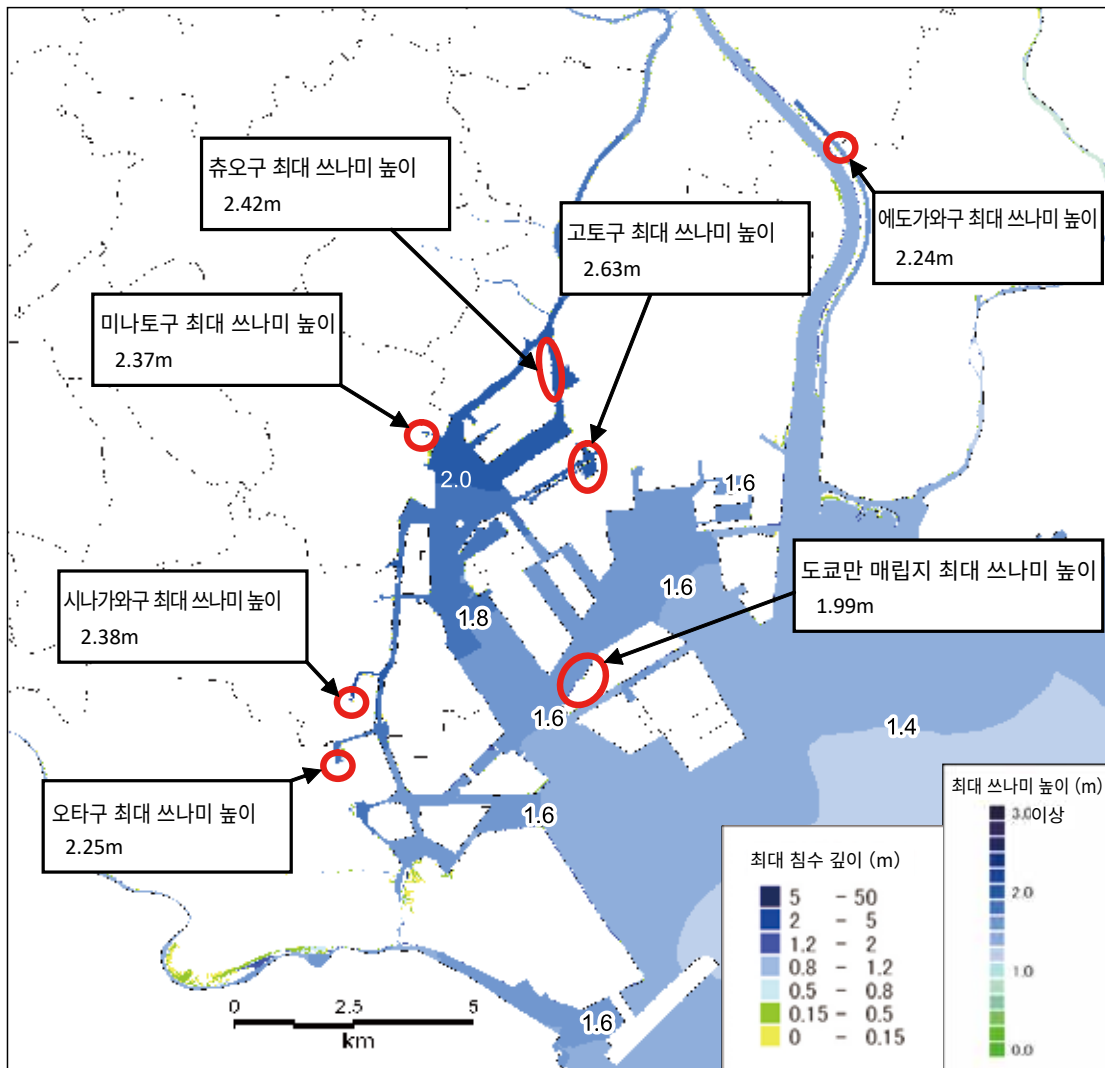 츄오구 최대 쓰나미 높이
2.42m
고토구 최대 쓰나미 높이
2.63m
에도가와구 최대 쓰나미 높이
2.24m
미나토구 최대 쓰나미 높이
2.37m
2.0
1.6
도쿄만 매립지 최대 쓰나미 높이
1.99m
1.6
시나가와구 최대 쓰나미 높이
2.38m
1.8
1.6
1.4
오타구 최대 쓰나미 높이
2.25m
1.6
1.6
0 2.5 5
km
최대 침수 깊이 (m)
5 - 50
2 - 5
1.2 - 2
0.8 - 1.2
0.5 - 0.8
0.15 - 0.5
0 - 0.15
최대 쓰나미 높이 (m)
3.0이상
2.0
1.0
0.0